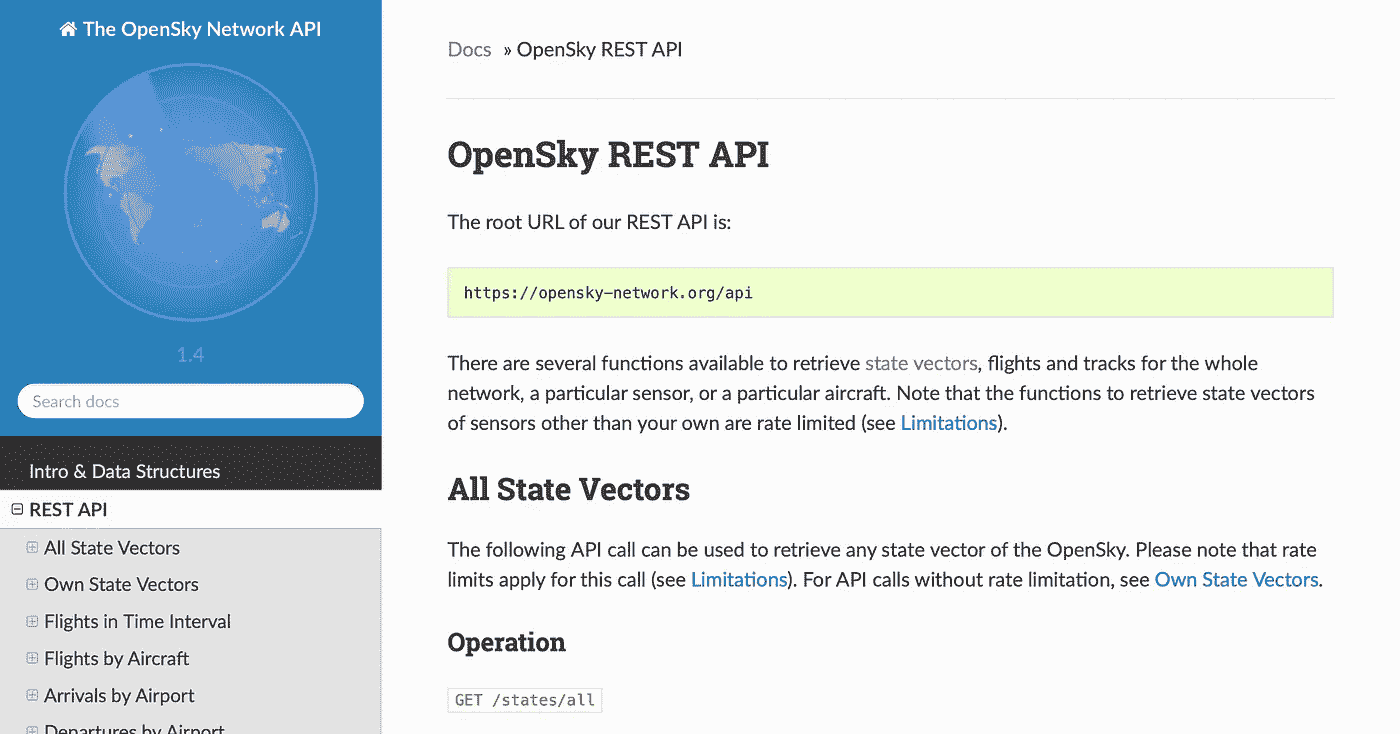 The OpenSky Network API
1.4
Search docs
Intro & Data Structures
REST API
All State Vectors
Own State Vectors
Flights in Time Interval
Flights by Aircraft
Arrivals by Airport
Departures by Airport
Docs » OpenSky REST API
OpenSky REST API
The root URL of our REST API is:
https://opensky-network.org/api
There are several functions available to retrieve state vectors, flights and tracks for the whole
network, a particular sensor, or a particular aircraft. Note that the functions to retrieve state vectors
of sensors other than your own are rate limited (see Limitations).
All State Vectors
The following API call can be used to retrieve any state vector of the OpenSky. Please note that rate
limits apply for this call (see Limitations). For API calls without rate limitation, see Own State Vectors.
Operation
GET /states/all